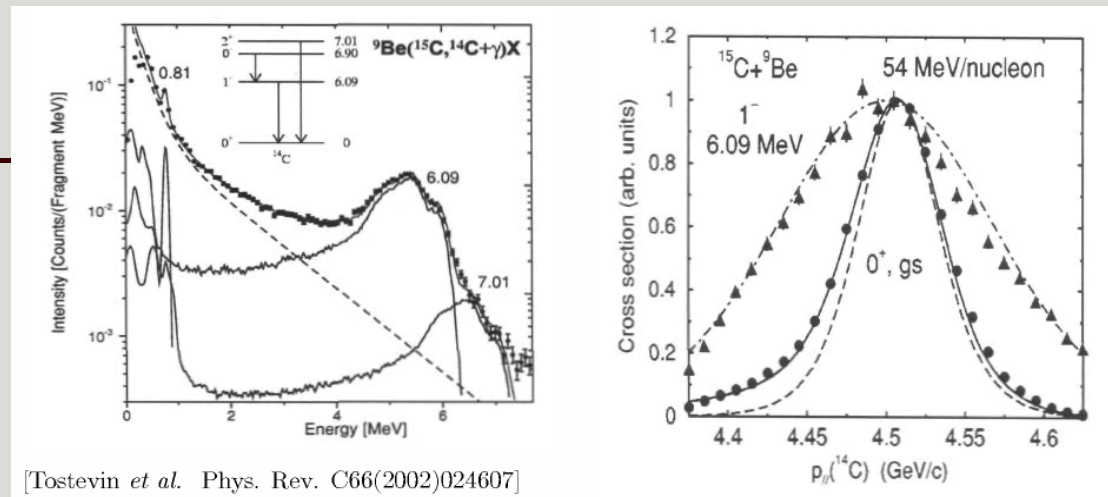 ⁹Be(¹⁵C,¹⁴C+γ)X
2⁺ 7.01
0⁻ 6.90
1⁻ 6.09
0⁺ 0
¹⁴C
0.81
6.09
7.01
10⁻¹
10⁻²
10⁻³
Intensity [Counts/(Fragment MeV)]
0 2 4 6
Energy [MeV]
[Tostevin et al. Phys. Rev. C66(2002)024607]
1.2
1
0.8
0.6
0.4
0.2
0
Cross section (arb. units)
¹⁵C+⁹Be
54 MeV/nucleon
1⁻
6.09 MeV
0⁺, gs
4.4 4.45 4.5 4.55 4.6
p//(¹⁴C) (GeV/c)